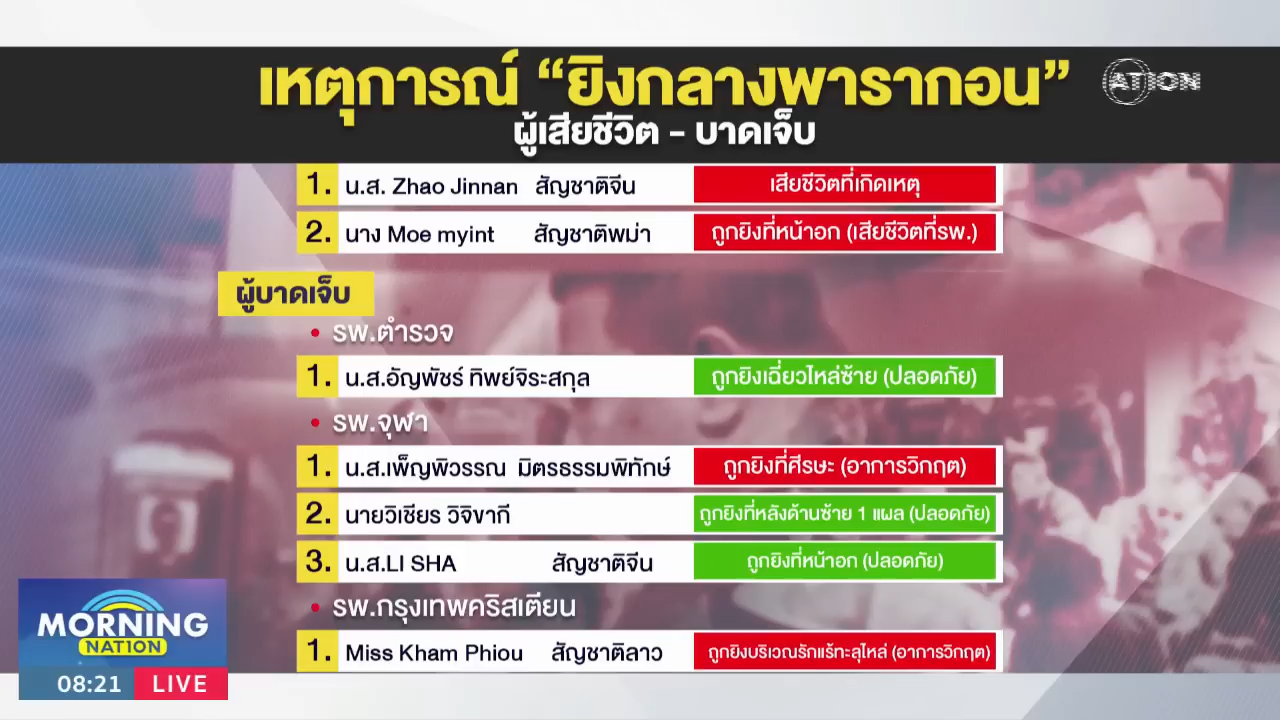 เหตุการณ์ “ยิงกลางพารากอน”
ATION
ผู้เสียชีวิต - บาดเจ็บ
1. น.ส. Zhao Jinnan สัญชาติจีน เสียชีวิตที่เกิดเหตุ
2. นาง Moe myint สัญชาติพม่า ถูกยิงที่หน้าอก (เสียชีวิตที่รพ.)
ผู้บาดเจ็บ
• รพ.ตำรวจ
1. น.ส.อัญพัชร์ ทิพย์จิระสกุล ถูกยิงเฉี่ยวไหล่ซ้าย (ปลอดภัย)
• รพ.จุฬา
1. น.ส.เพ็ญพิวรรณ มิตรธรรมพิทักษ์ ถูกยิงที่ศีรษะ (อาการวิกฤต)
2. นายวิเชียร วิจิขากี ถูกยิงที่หลังด้านซ้าย 1 แผล (ปลอดภัย)
3. น.ส.LI SHA สัญชาติจีน ถูกยิงที่หน้าอก (ปลอดภัย)
• รพ.กรุงเทพคริสเตียน
1. Miss Kham Phiou สัญชาติลาว ถูกยิงบริเวณรักแร้ทะลุไหล่ (อาการวิกฤต)
MORNING
NATION
08:21 LIVE